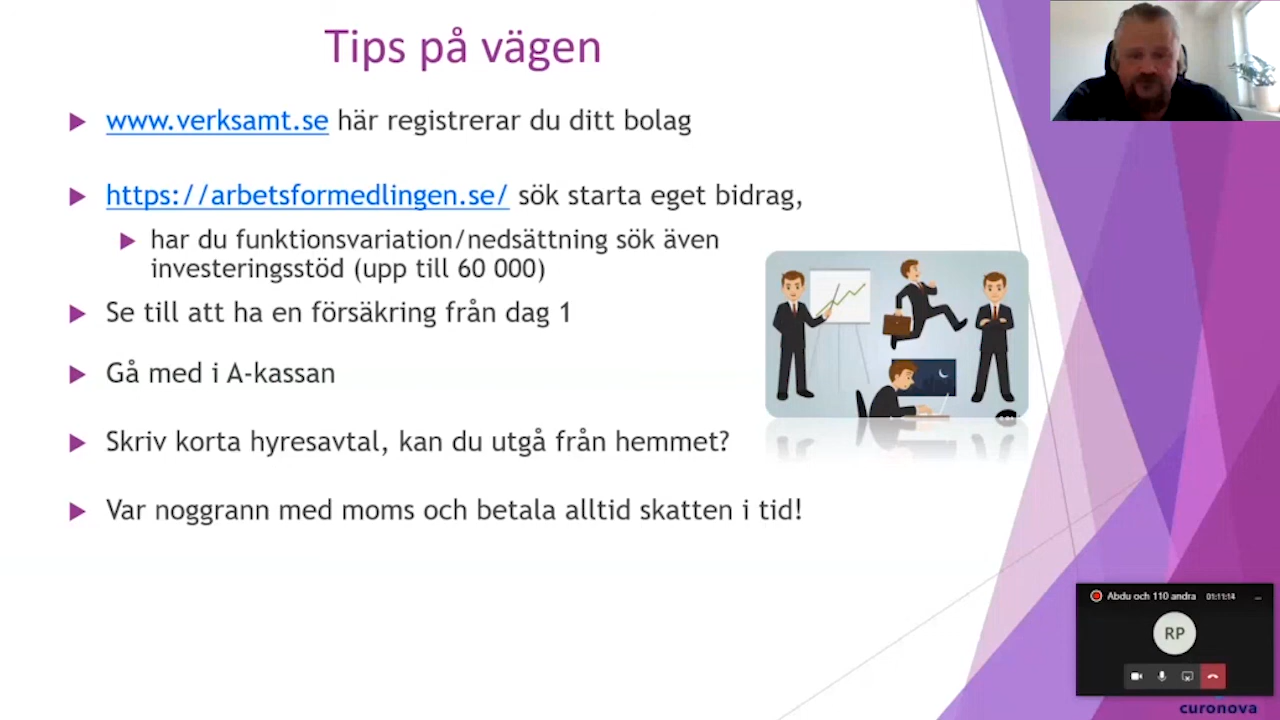 Tips på vägen
www.verksamt.se här registrerar du ditt bolag
https://arbetsformedlingen.se/ sök starta eget bidrag,
har du funktionsvariation/nedsättning sök även
investeringsstöd (upp till 60 000)
Se till att ha en försäkring från dag 1
Gå med i A-kassan
Skriv korta hyresavtal, kan du utgå från hemmet?
Var noggrann med moms och betala alltid skatten i tid!
Abdu och 110 andra 01:11:14 ...
RP
curonova